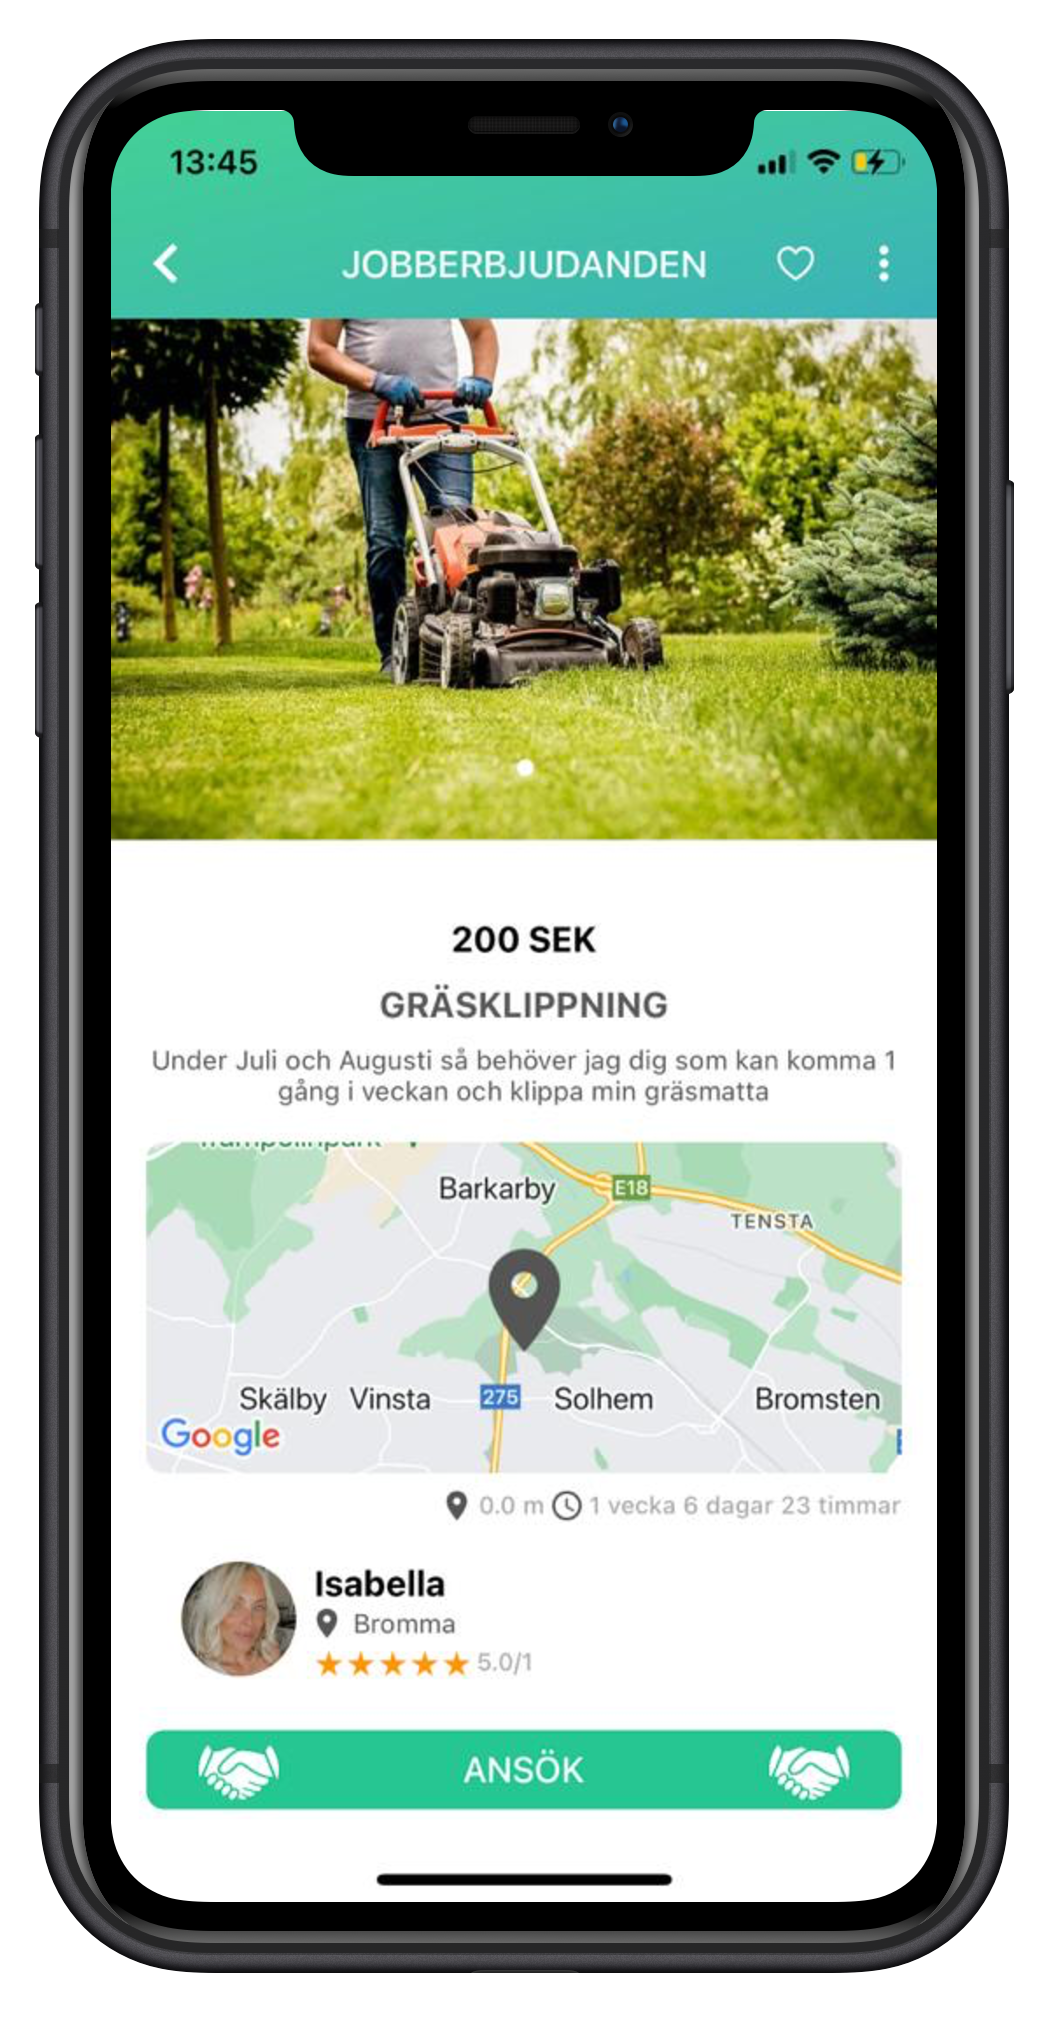 13:45
JOBBERBJUDANDEN
200 SEK
GRÄSKLIPPNING
Under Juli och Augusti så behöver jag dig som kan komma 1
gång i veckan och klippa min gräsmatta
Barkarby
E18
TENSTA
Skälby Vinsta 275 Solhem Bromsten
Google
0.0 m 1 vecka 6 dagar 23 timmar
Isabella
Bromma
5.0/1
ANSÖK